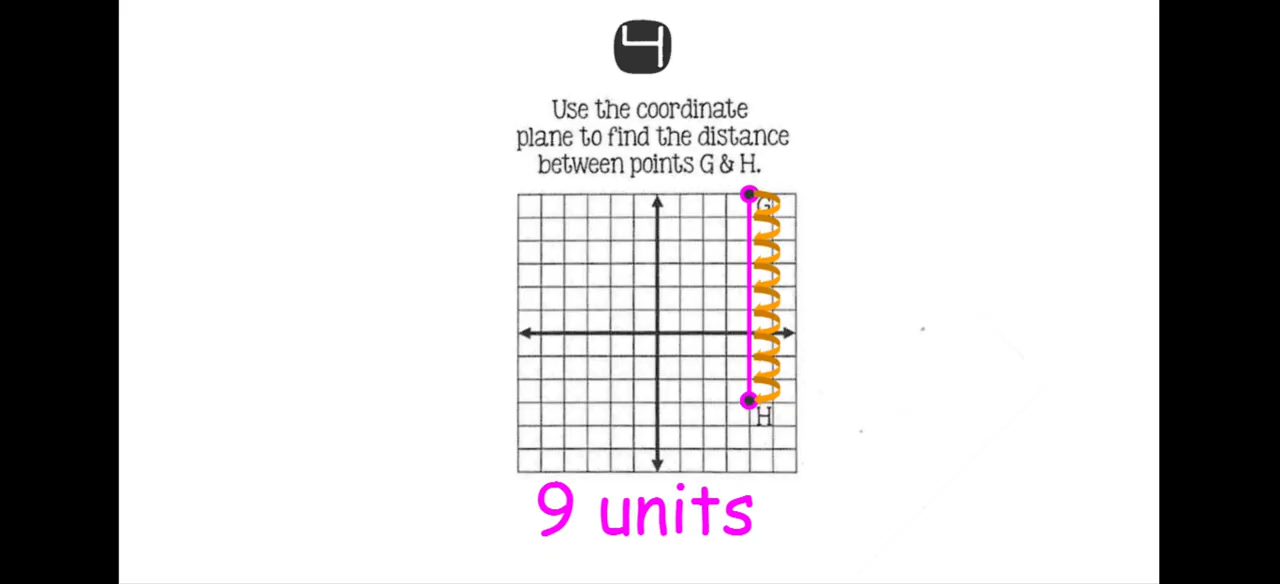 4
Use the coordinate
plane to find the distance
between points G & H.
G
H
9 units